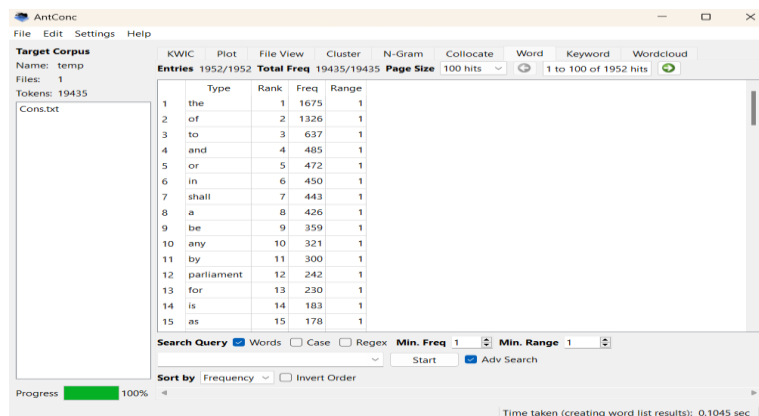 AntConc
File Edit Settings Help
Target Corpus
Name: temp
Files: 1
Tokens: 19435
Cons.txt
KWIC Plot File View Cluster N-Gram Collocate Word Keyword Wordcloud
Entries 1952/1952 Total Freq 19435/19435 Page Size 100 hits 1 to 100 of 1952 hits
Type Rank Freq Range
1 the 1 1675 1
2 of 2 1326 1
3 to 3 637 1
4 and 4 485 1
5 or 5 472 1
6 in 6 450 1
7 shall 7 443 1
8 a 8 426 1
9 be 9 359 1
10 any 10 321 1
11 by 11 300 1
12 parliament 12 242 1
13 for 13 230 1
14 is 14 183 1
15 as 15 178 1
Search Query Words Case Regex Min. Freq 1 Min. Range 1
Start Adv Search
Sort by Frequency Invert Order
Progress 100%
Time taken (creating word list results): 0.1045 sec